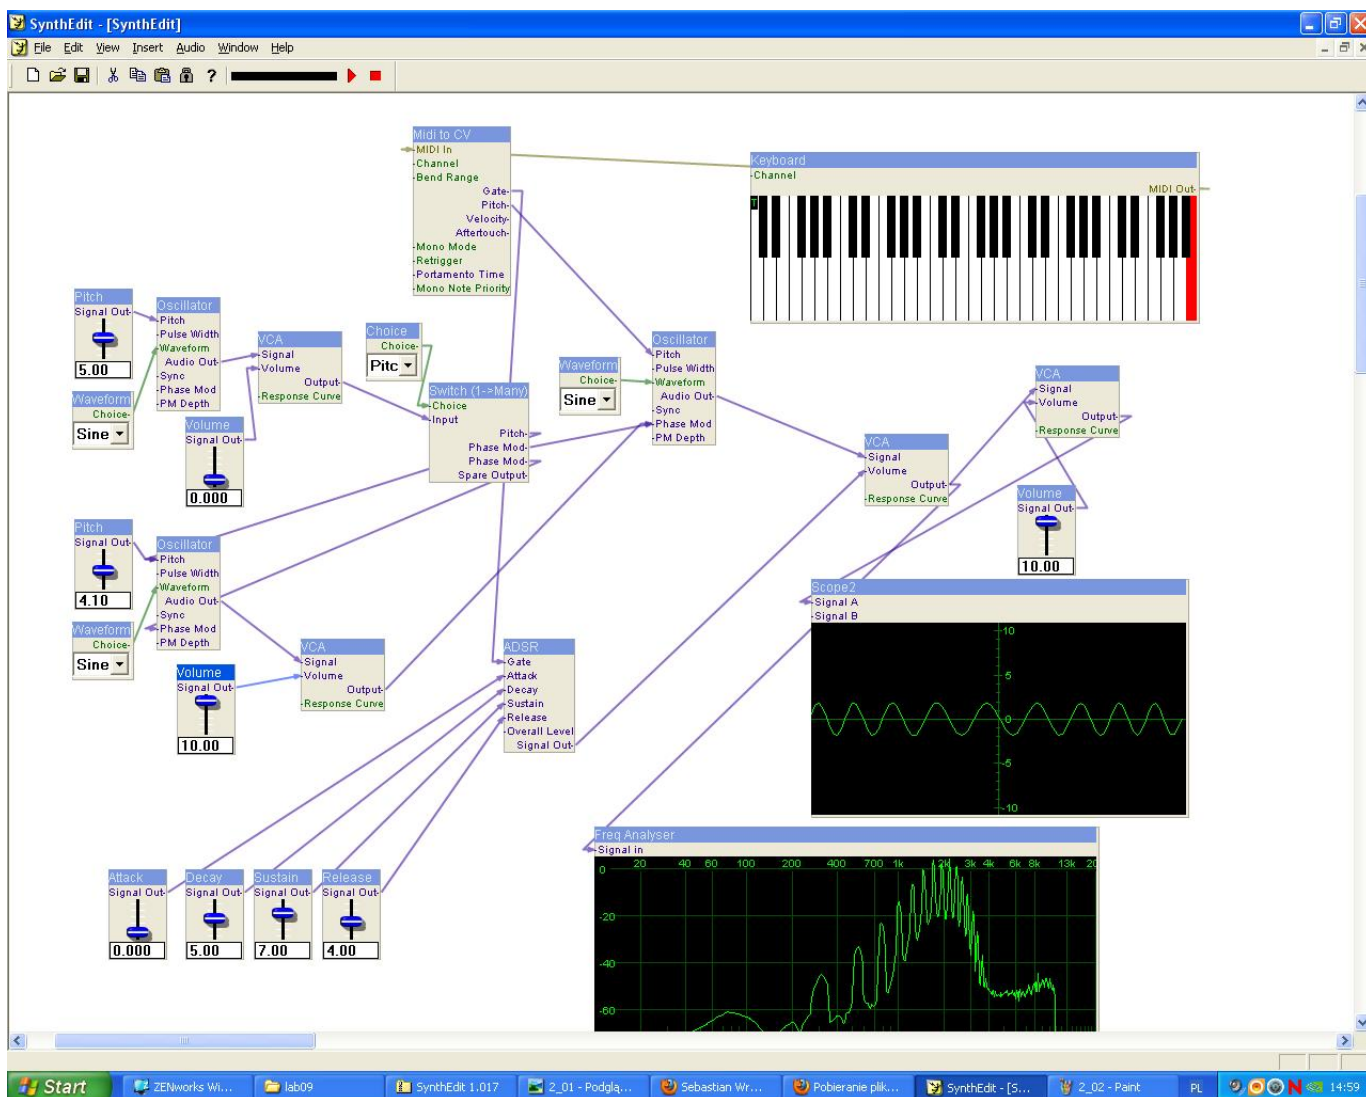 SynthEdit - [SynthEdit]
File Edit View Insert Audio Window Help
Midi to CV
MIDI In
Channel
Bend Range
Gate
Pitch
Velocity
Aftertouch
Mono Mode
Retrigger
Portamento Time
Mono Note Priority
Keyboard
Channel
MIDI Out
T
Pitch
Signal Out
5.00
Oscillator
Pitch
Pulse Width
Waveform
Audio Out
Sync
Phase Mod
PM Depth
Waveform
Choice
Sine
VCA
Signal
Volume
Output
Response Curve
Volume
Signal Out
0.000
Choice
Choice
Pitc
Switch (1->Many)
Choice
Input
Pitch
Phase Mod
Phase Mod
Spare Output
Waveform
Choice
Sine
Oscillator
Pitch
Pulse Width
Waveform
Audio Out
Sync
Phase Mod
PM Depth
VCA
Signal
Volume
Output
Response Curve
VCA
Signal
Volume
Output
Response Curve
Volume
Signal Out
10.00
Pitch
Signal Out
4.10
Oscillator
Pitch
Pulse Width
Waveform
Audio Out
Sync
Phase Mod
PM Depth
Waveform
Choice
Sine
Volume
Signal Out
10.00
VCA
Signal
Volume
Output
Response Curve
ADSR
Gate
Attack
Decay
Sustain
Release
Overall Level
Signal Out
Scope2
Signal A
Signal B
10
5
0
-5
-10
Attack
Signal Out
0.000
Decay
Signal Out
5.00
Sustain
Signal Out
7.00
Release
Signal Out
4.00
Freq Analyser
Signal in
20 40 60 100 200 400 700 1k 2k 3k 4k 6k 8k 13k 20
0
-20
-40
-60
Start ZENworks Wi... lab09 SynthEdit 1.017 2_01 - Podglą... Sebastian Wr... Pobieranie plik... SynthEdit - [S... 2_02 - Paint PL 14:59